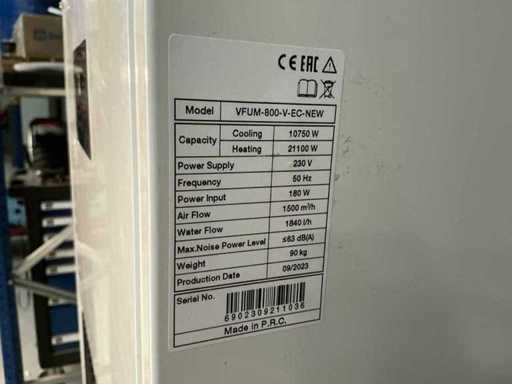 CE EAC
Model VFUM-800-V-EC-NEW
Capacity Cooling 10750 W
Heating 21100 W
Power Supply 230 V
Frequency 50 Hz
Power Input 180 W
Air Flow 1500 m³/h
Water Flow 1840 l/h
Max.Noise Power Level ≤63 dB(A)
Weight 90 kg
Production Date 09/2023
Serial No.
6902309211036
Made in P.R.C.